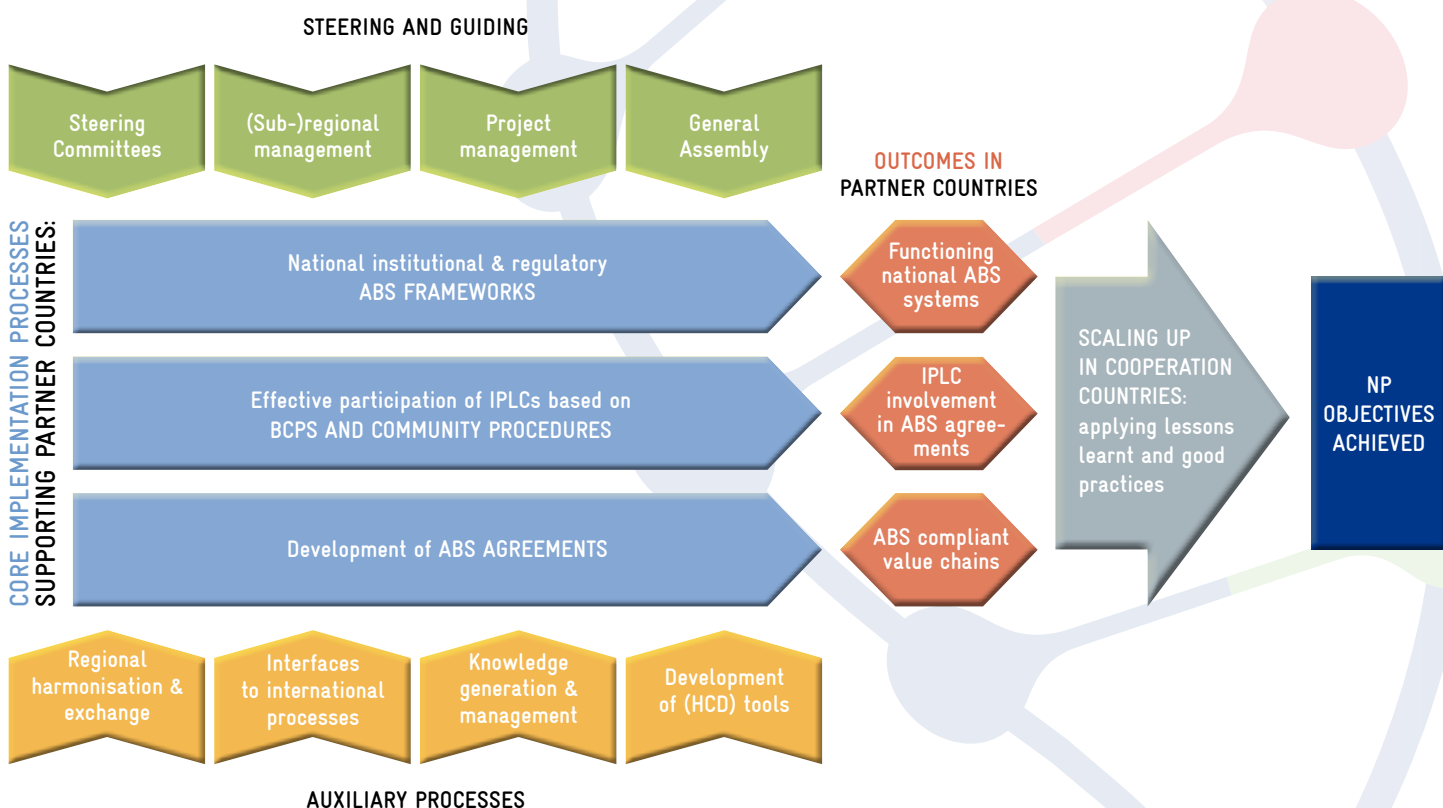 STEERING AND GUIDING
Steering
Committees
(Sub-)regional
management
Project
management
General
Assembly
OUTCOMES IN
PARTNER COUNTRIES
CORE IMPLEMENTATION PROCESSES
SUPPORTING PARTNER COUNTRIES:
National institutional & regulatory
ABS FRAMEWORKS
Functioning
national ABS
systems
Effective participation of IPLCs based on
BCPS AND COMMUNITY PROCEDURES
IPLC
involvement
in ABS agree-
ments
Development of ABS AGREEMENTS
ABS compliant
value chains
SCALING UP
IN COOPERATION
COUNTRIES:
applying lessons
learnt and good
practices
NP
OBJECTIVES
ACHIEVED
Regional
harmonisation &
exchange
Interfaces
to international
processes
Knowledge
generation &
management
Development
of (HCD) tools
AUXILIARY PROCESSES